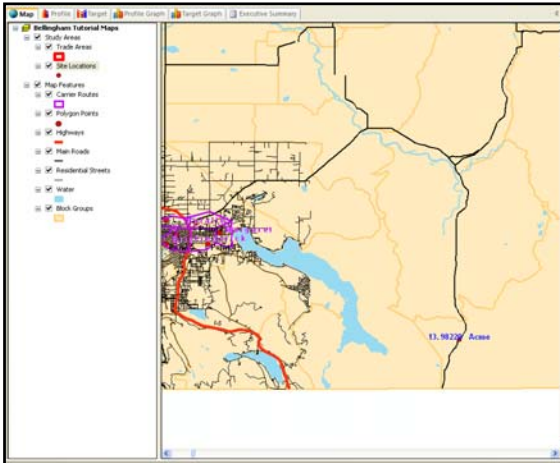 Map Profile Target Profile Graph Target Graph Executive Summary
Bellingham Tutorial Maps
Study Areas
Trade Areas
Site Locations
Map Features
Carrier Routes
Polygon Points
Highways
Main Roads
Residential Streets
Water
Block Groups
Acme